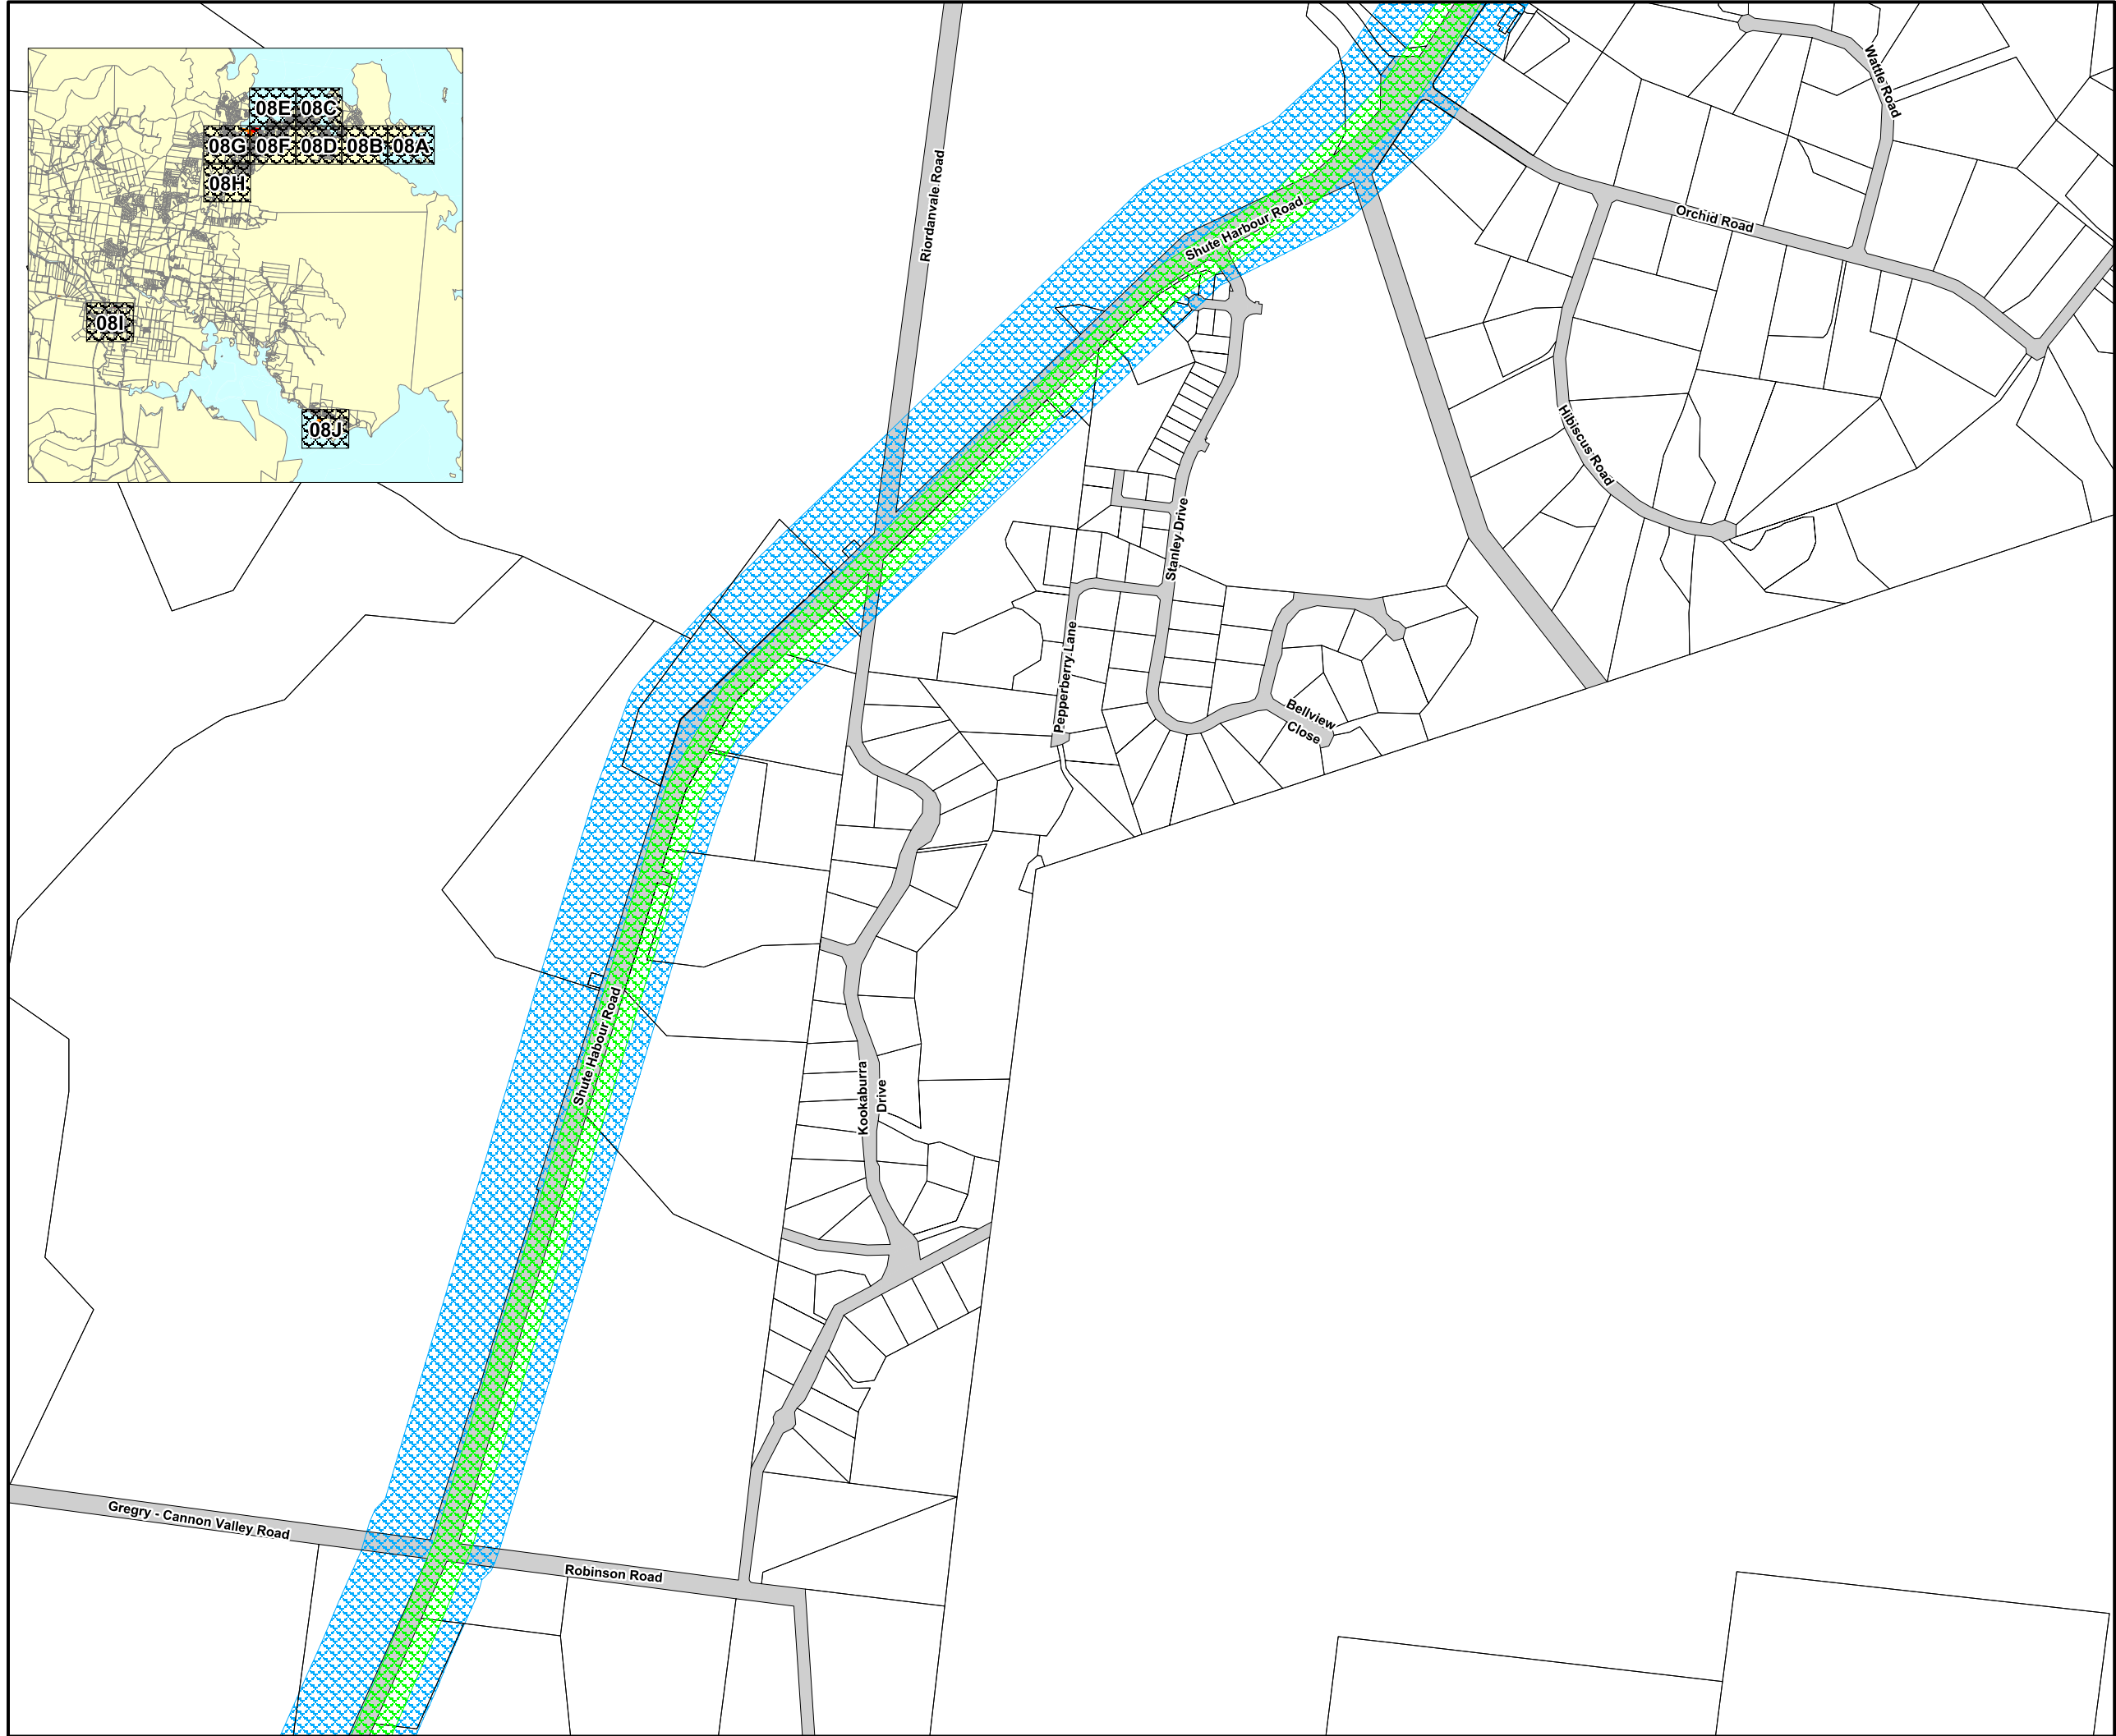 08E 08C
08G 08F 08D 08B 08A
08H
08I
08J
Wattle Road
Riordanvale Road
Shute Harbour Road
Orchid Road
Hibiscus Road
Stanley Drive
Pepperberry Lane
Bellview
Close
Shute Habour Road
Kookaburra
Drive
Gregry - Cannon Valley Road
Robinson Road